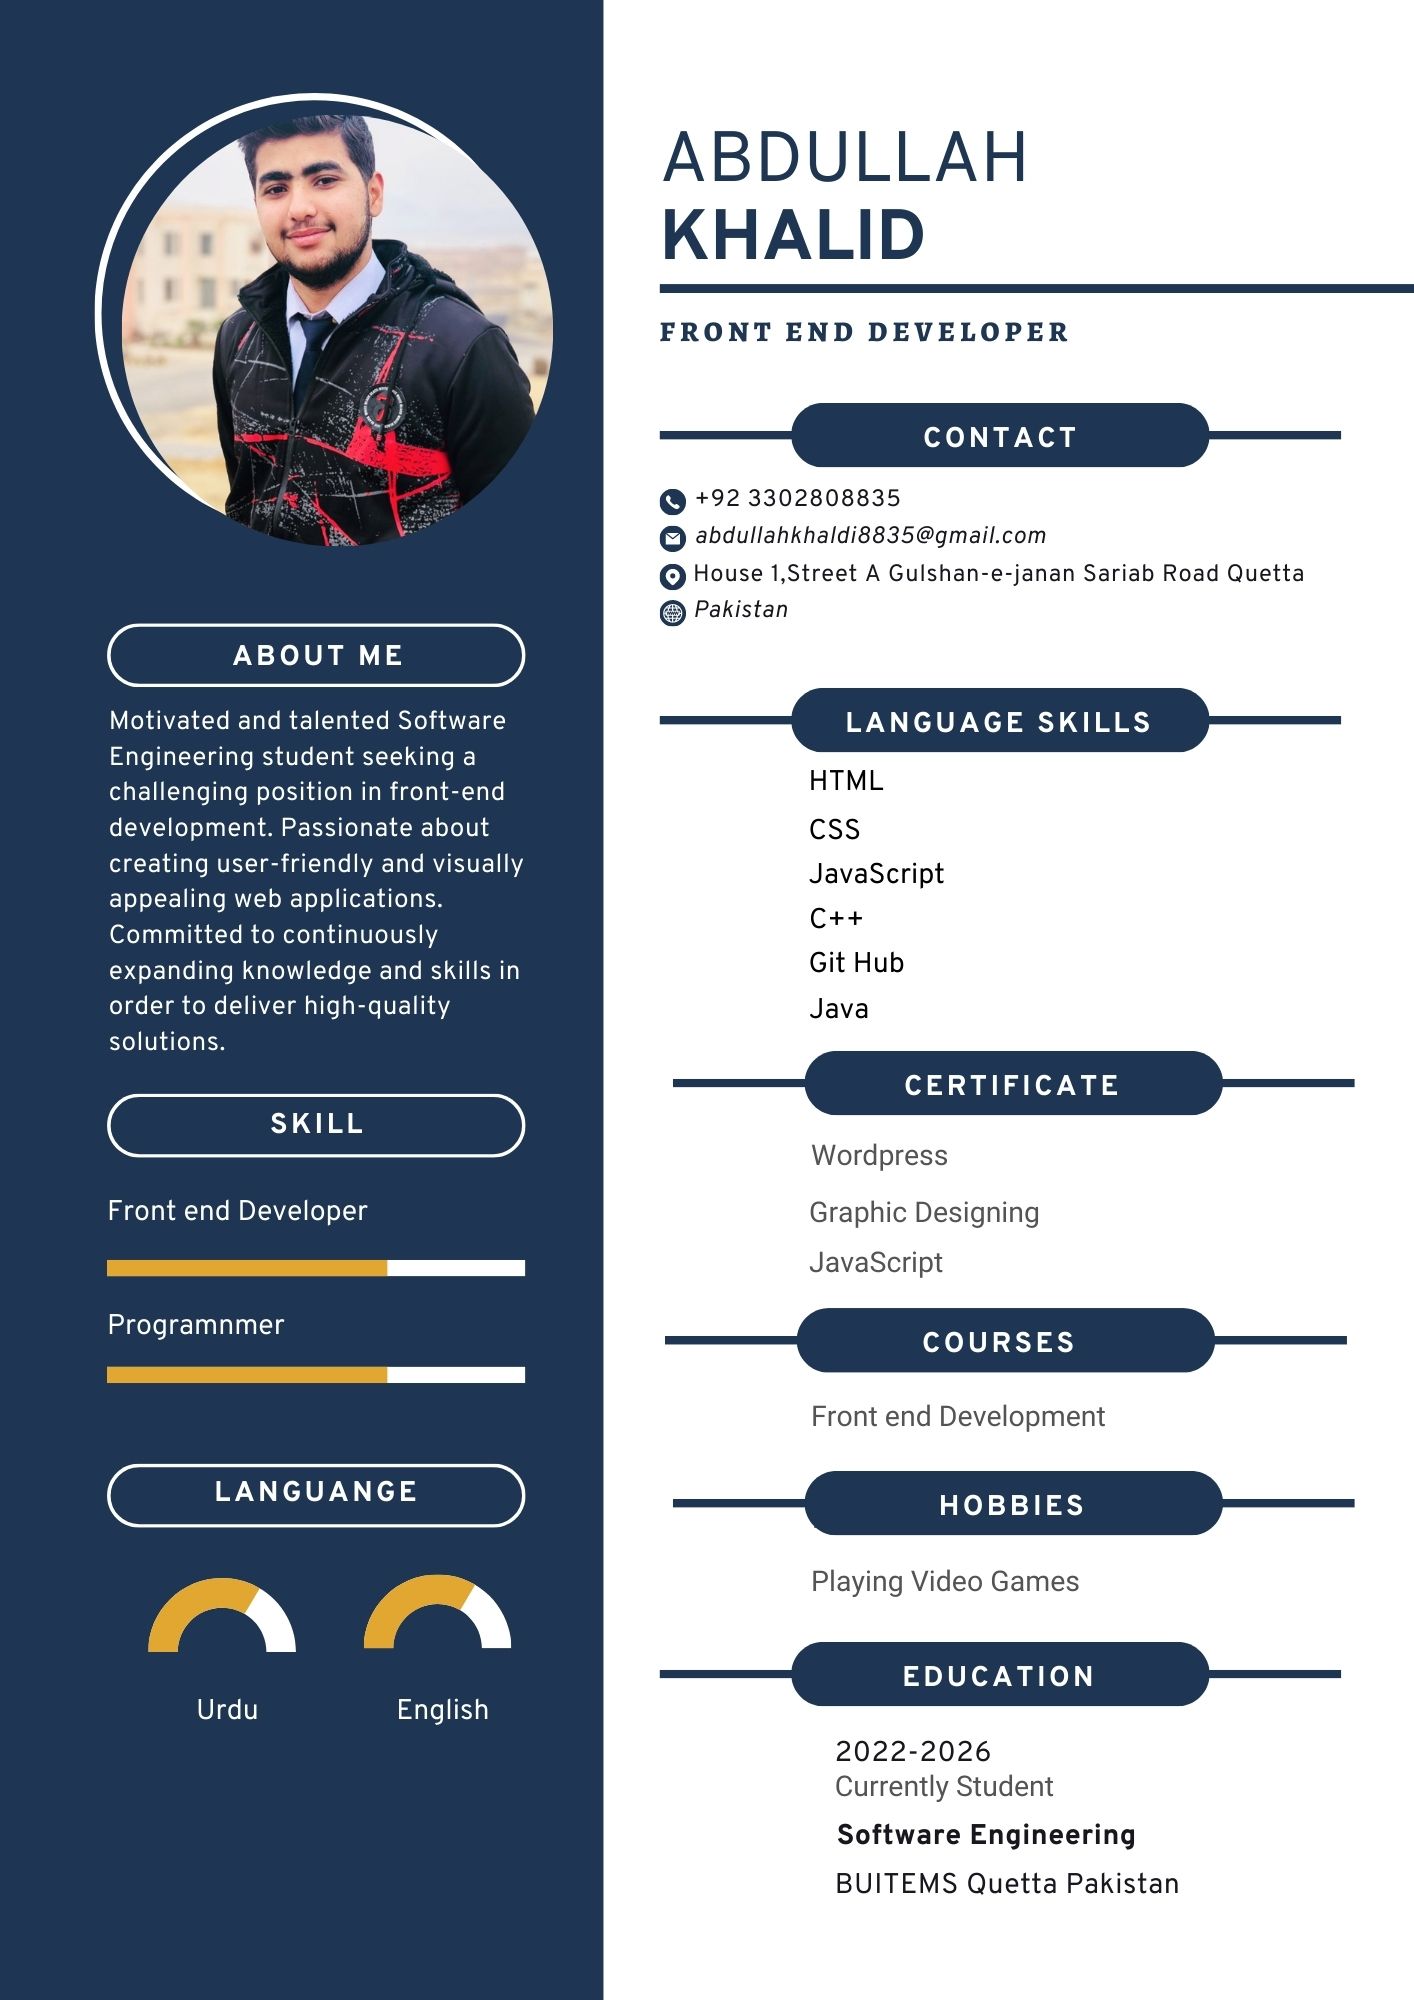 ABDULLAH
KHALID
FRONT END DEVELOPER
CONTACT
+92 3302808835
abdullahkhaldi8835@gmail.com
House 1,Street A Gulshan-e-janan Sariab Road Quetta
Pakistan
ABOUT ME
Motivated and talented Software
Engineering student seeking a
challenging position in front-end
development. Passionate about
creating user-friendly and visually
appealing web applications.
Committed to continuously
expanding knowledge and skills in
order to deliver high-quality
solutions.
SKILL
Front end Developer
Programnmer
LANGUANGE
Urdu
English
LANGUAGE SKILLS
HTML
CSS
JavaScript
C++
Git Hub
Java
CERTIFICATE
Wordpress
Graphic Designing
JavaScript
COURSES
Front end Development
HOBBIES
Playing Video Games
EDUCATION
2022-2026
Currently Student
Software Engineering
BUITEMS Quetta Pakistan